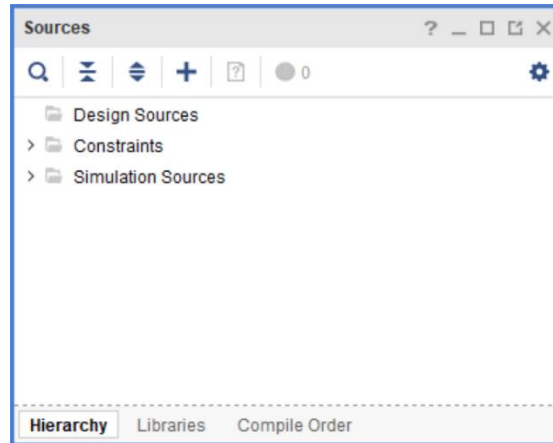 Sources
0
Design Sources
Constraints
Simulation Sources
Hierarchy Libraries Compile Order